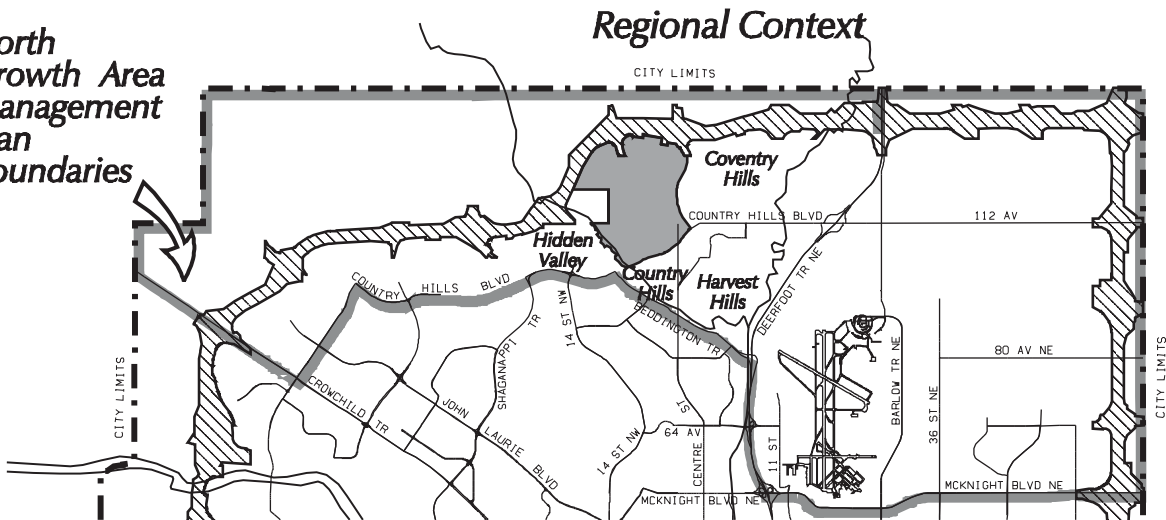 Regional Context
orth
rowth Area
anagement
an
oundaries
CITY LIMITS
Coventry
Hills
COUNTRY HILLS BLVD
112 AV
Hidden
Valley
Country
Hills
Harvest
Hills
COUNTRY HILLS BLVD
BEDDINGTON TR
DEERFOOT TR NE
14 ST NW
SHAGANAPPI TR
BARLOW TR NE
80 AV NE
36 ST NE
CITY LIMITS
CITY LIMITS
CROWCHILD TR
JOHN LAURIE BLVD
14 ST NW
64 AV
CENTRE ST
11 ST
MCKNIGHT BLVD NE
MCKNIGHT BLVD NE